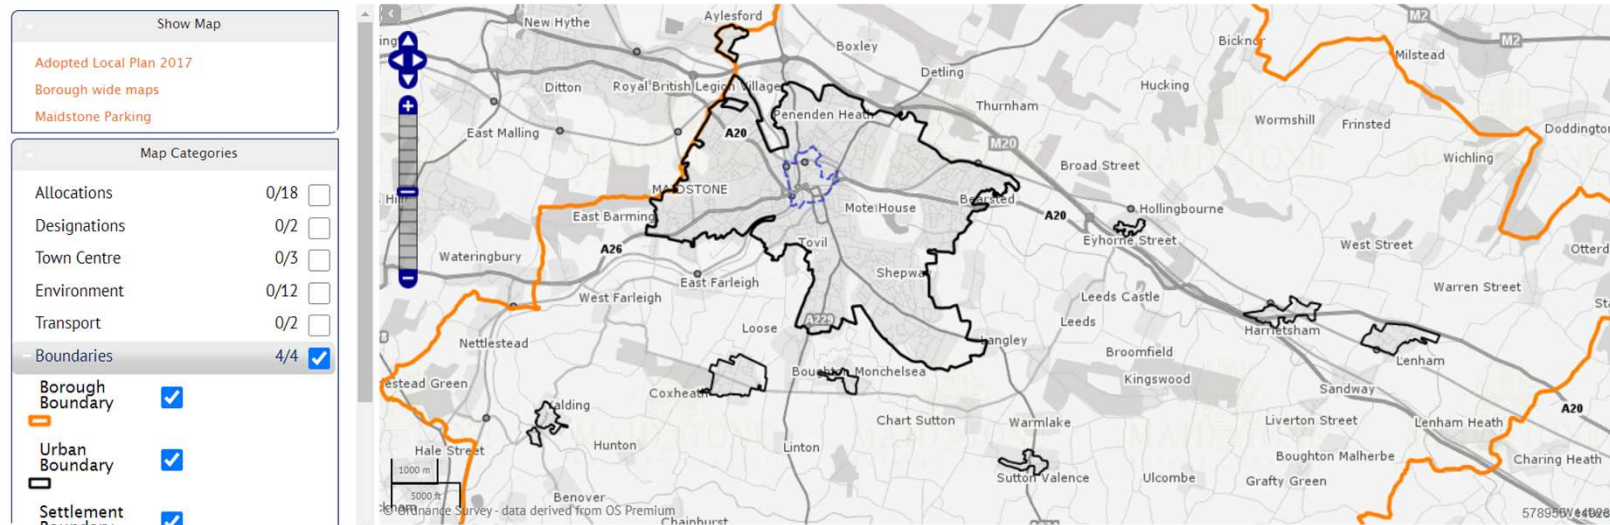 Show Map
Adopted Local Plan 2017
Borough wide maps
Maidstone Parking
Map Categories
Allocations 0/18
Designations 0/2
Town Centre 0/3
Environment 0/12
Transport 0/2
Boundaries 4/4
Borough
Boundary
Urban
Boundary
Settlement
New Hythe
Aylesford
Boxley
Bicknor
M2
M2
Milstead
Detling
Ditton
Royal British Legion Village
Hucking
Thurnham
Penenden Heath
Wormshill
Frinsted
Doddington
East Malling
A20
M20
Broad Street
Wichling
MAIDSTONE
Bearsted
Mote House
A20
Hollingbourne
East Barming
A26
Tovil
Eyhorne Street
West Street
Otterd
Wateringbury
Shepway
East Farleigh
West Farleigh
Leeds Castle
Warren Street
A229
Loose
Leeds
Harrietsham
Nettlestead
Langley
Broomfield
Lenham
Boughton Monchelsea
Kingswood
estead Green
Coxheath
Sandway
A20
alding
Chart Sutton
Warmlake
Liverton Street
Lenham Heath
Hale Street
Hunton
Linton
Boughton Malherbe
Charing Heath
1000 m
5000 ft
Sutton Valence
Ulcombe
Grafty Green
Benover
© Ordnance Survey - data derived from OS Premium
Chainhurst